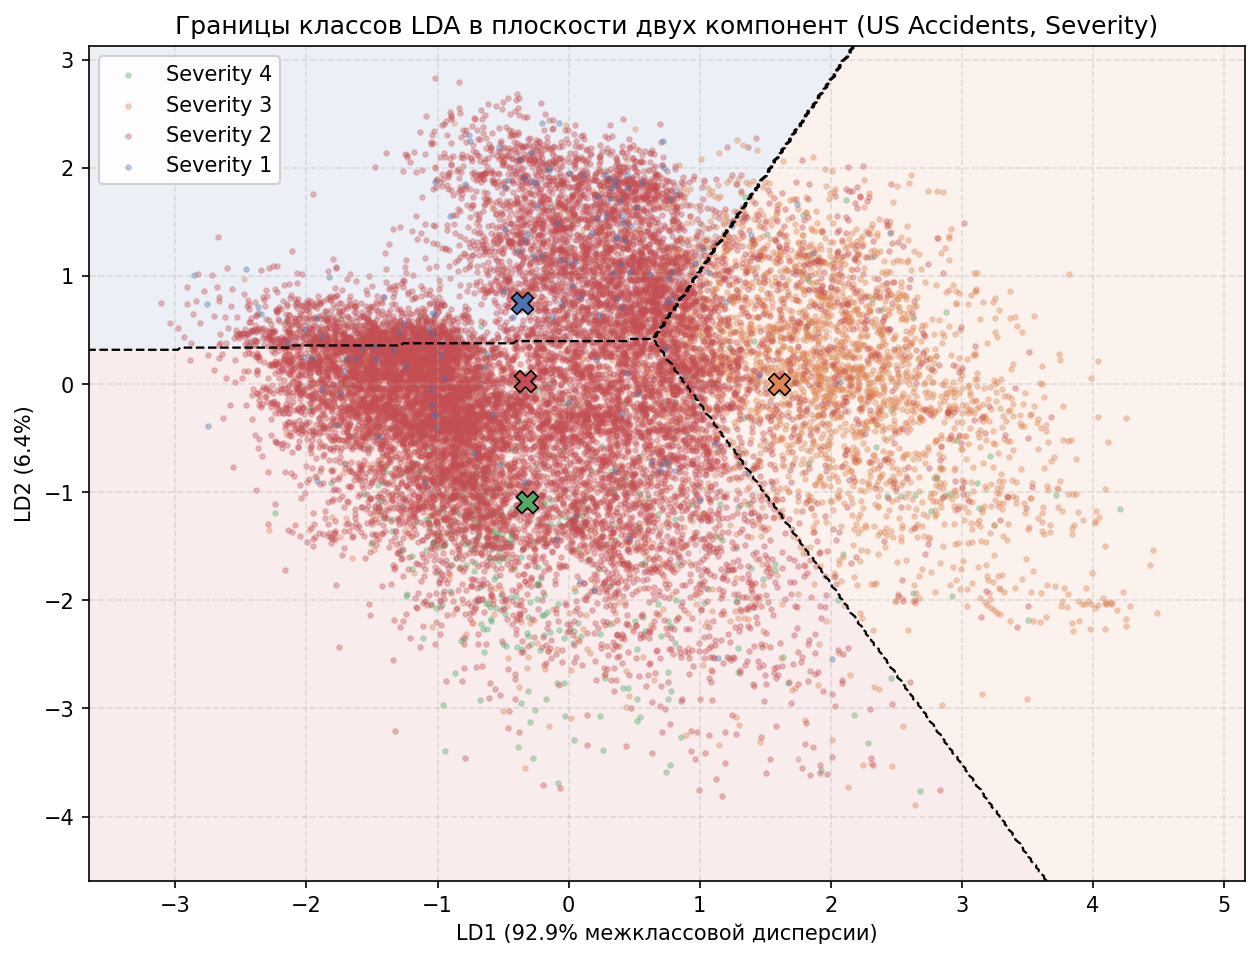 Границы классов LDA в плоскости двух компонент (US Accidents, Severity)
Severity 4
Severity 3
Severity 2
Severity 1
3
2
1
0
−1
−2
−3
−4
LD2 (6.4%)
−3 −2 −1 0 1 2 3 4 5
LD1 (92.9% межклассовой дисперсии)